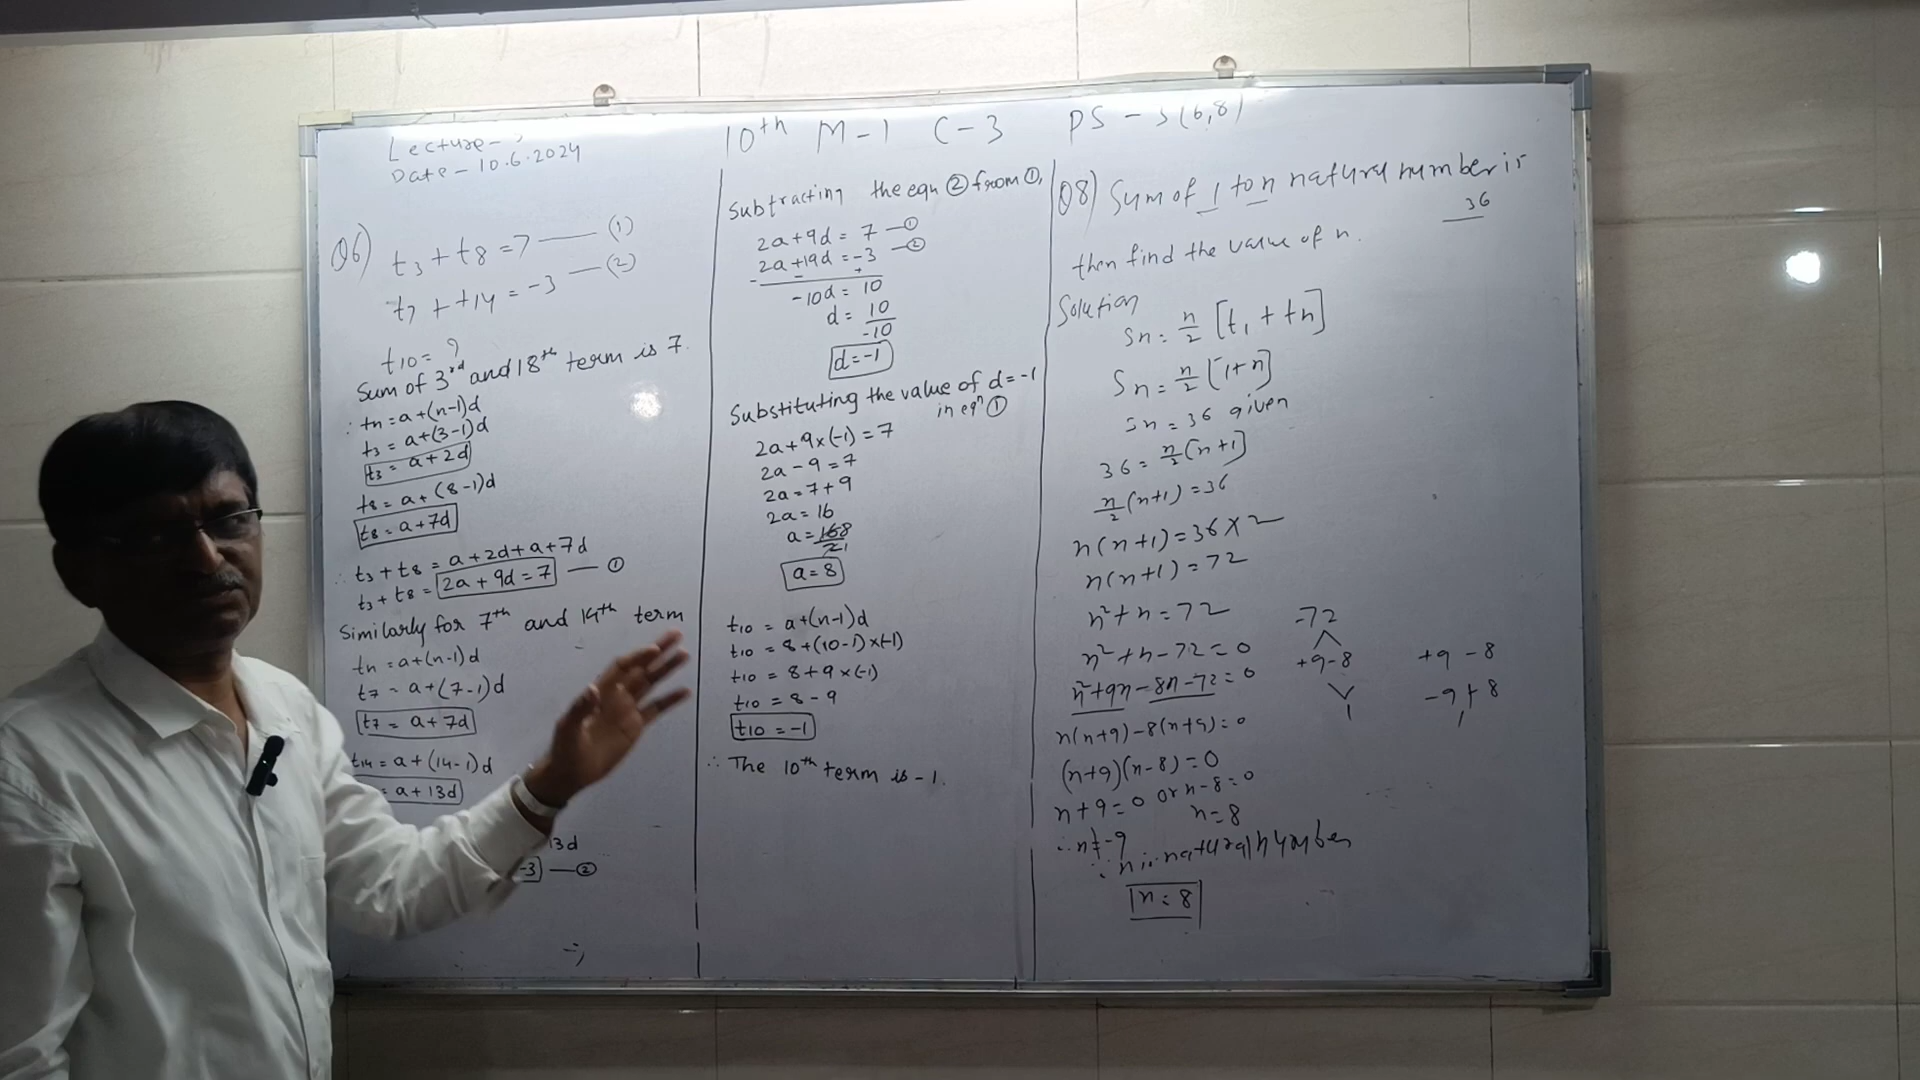 10th M-1 C-3 PS-3(6,8)
Lecture-
Date-10.6.2024
Q6) t3+t8=7 —— (1)
t7+t14=-3 —(2)
t10=?
Sum of 3rd and 18th term is 7.
∴ tn=a+(n-1)d
t3=a+(3-1)d
t3=a+2d
t8=a+(8-1)d
t8=a+7d
∴ t3+t8=a+2d+a+7d
t3+t8=2a+9d=7 — ①
Similarly for 7th and 14th term
tn=a+(n-1)d
t7=a+(7-1)d
t7=a+7d
t14=a+(14-1)d
=a+13d
13d
-3 — ②
Subtracting the eqn ② from ①,
2a+9d=7 —①
2a+19d=-3 —②
- - +
-10d=10
d=10/-10
d=-1
Substituting the value of d=-1
in eqn ①
2a+9×(-1)=7
2a-9=7
2a=7+9
2a=16
a=16 8/2 1
a=8
t10=a+(n-1)d
t10=8+(10-1)×(-1)
t10=8+9×(-1)
t10=8-9
t10=-1
∴ The 10th term is -1.
Q8) Sum of 1 to n natural number is
36
then find the value of n.
Solution
Sn=n/2[t1+tn]
Sn=n/2[1+n]
Sn=36 given
36=n/2(n+1)
n/2(n+1)=36
n(n+1)=36×2
n(n+1)=72
n²+n=72
n²+n-72=0
n²+9n-8n-72=0
n(n+9)-8(n+9)=0
(n+9)(n-8)=0
n+9=0 or n-8=0
n=8
∴ n≠-9
∵ n is natural number
n=8
-72
+9-8
1
+9-8
-9+8
1